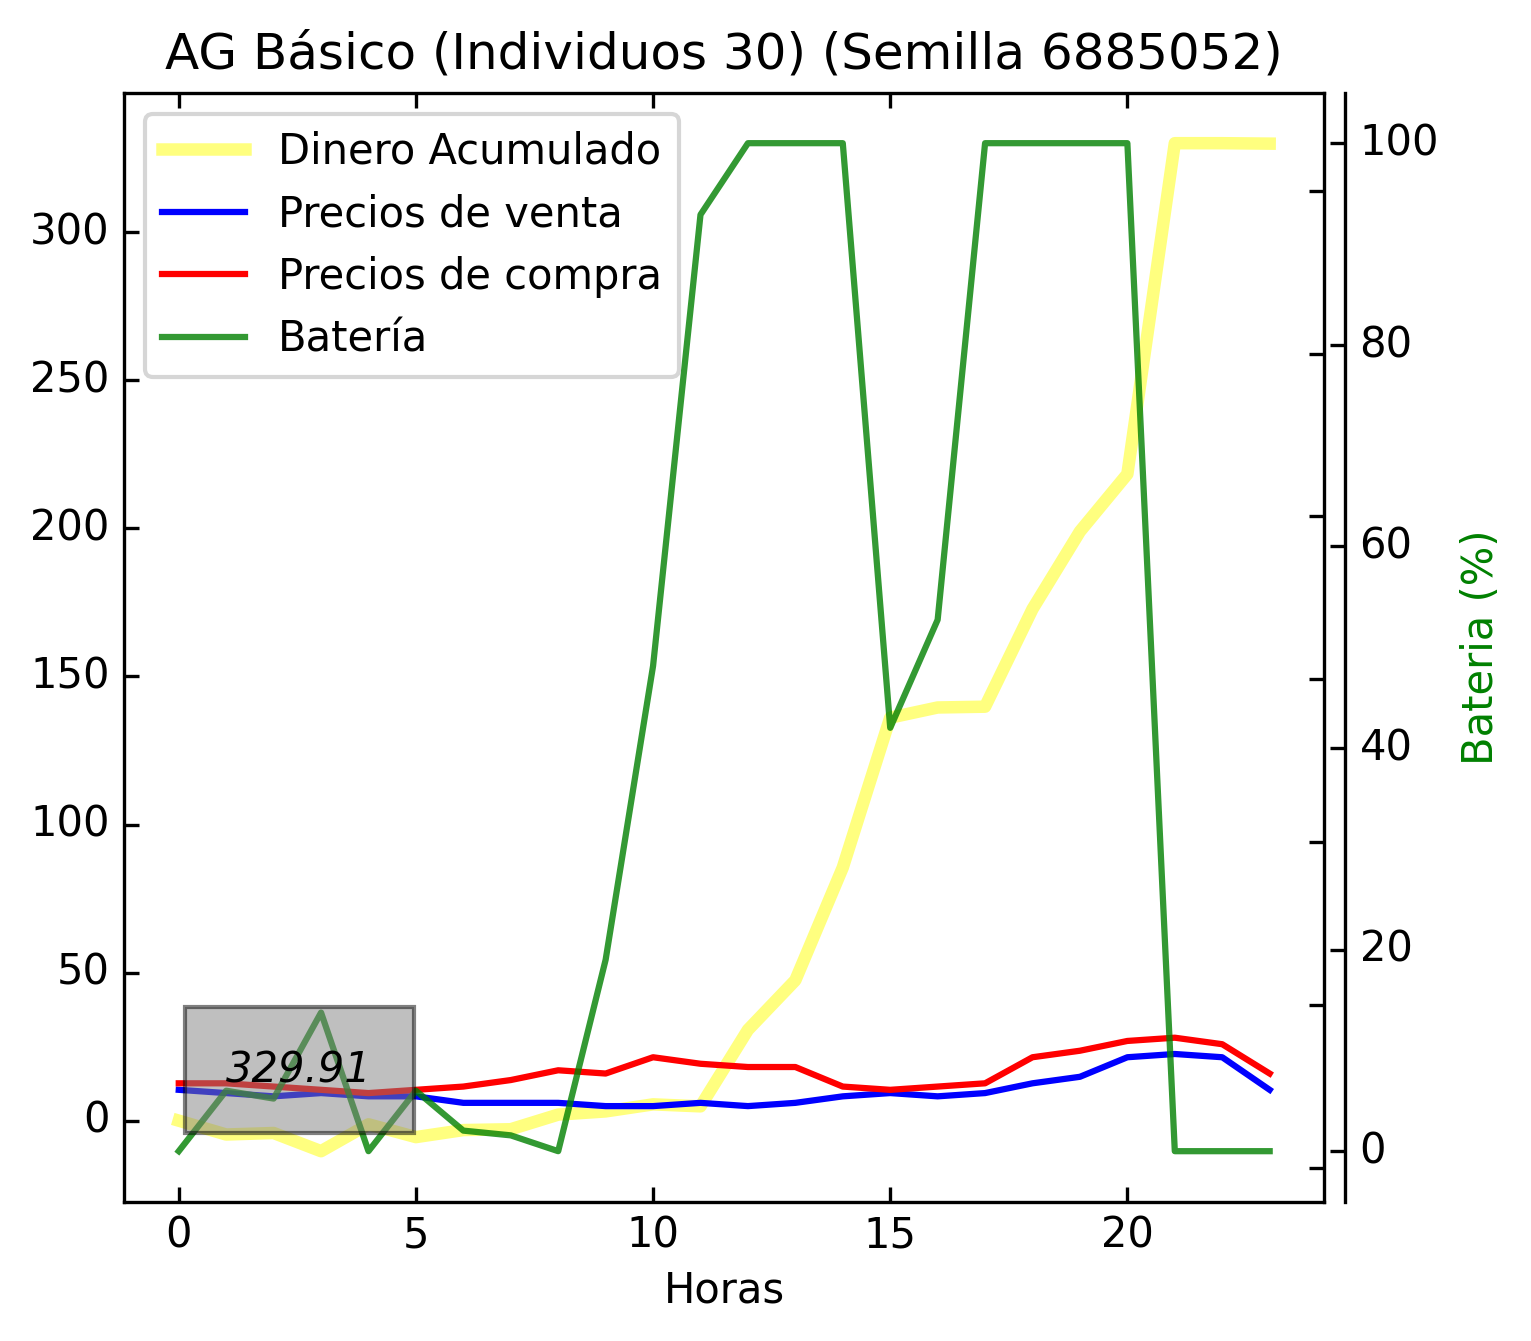 AG Básico (Individuos 30) (Semilla 6885052)
Dinero Acumulado
Precios de venta
Precios de compra
Batería
300
250
200
150
100
50
0
329.91
100
80
60
40
20
0
Bateria (%)
0 5 10 15 20
Horas